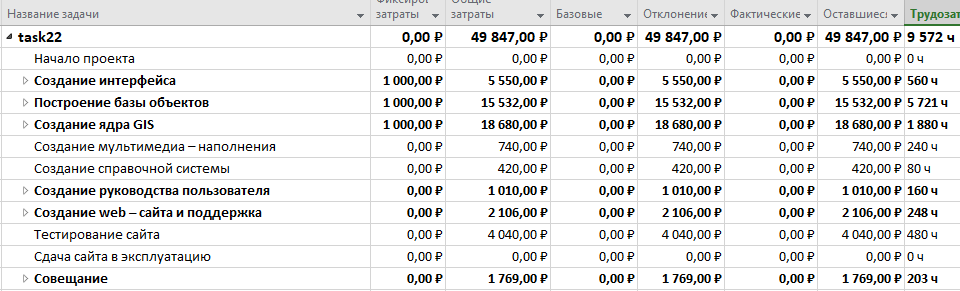 Название задачи затраты Общие затраты Базовые Отклонение Фактические Оставшиеся Трудозат
task22 0,00 ₽ 49 847,00 ₽ 0,00 ₽ 49 847,00 ₽ 0,00 ₽ 49 847,00 ₽ 9 572 ч
Начало проекта 0,00 ₽ 0,00 ₽ 0,00 ₽ 0,00 ₽ 0,00 ₽ 0,00 ₽ 0 ч
Создание интерфейса 1 000,00 ₽ 5 550,00 ₽ 0,00 ₽ 5 550,00 ₽ 0,00 ₽ 5 550,00 ₽ 560 ч
Построение базы объектов 1 000,00 ₽ 15 532,00 ₽ 0,00 ₽ 15 532,00 ₽ 0,00 ₽ 15 532,00 ₽ 5 721 ч
Создание ядра GIS 1 000,00 ₽ 18 680,00 ₽ 0,00 ₽ 18 680,00 ₽ 0,00 ₽ 18 680,00 ₽ 1 880 ч
Создание мультимедиа – наполнения 0,00 ₽ 740,00 ₽ 0,00 ₽ 740,00 ₽ 0,00 ₽ 740,00 ₽ 240 ч
Создание справочной системы 0,00 ₽ 420,00 ₽ 0,00 ₽ 420,00 ₽ 0,00 ₽ 420,00 ₽ 80 ч
Создание руководства пользователя 0,00 ₽ 1 010,00 ₽ 0,00 ₽ 1 010,00 ₽ 0,00 ₽ 1 010,00 ₽ 160 ч
Создание web – сайта и поддержка 0,00 ₽ 2 106,00 ₽ 0,00 ₽ 2 106,00 ₽ 0,00 ₽ 2 106,00 ₽ 248 ч
Тестирование сайта 0,00 ₽ 4 040,00 ₽ 0,00 ₽ 4 040,00 ₽ 0,00 ₽ 4 040,00 ₽ 480 ч
Сдача сайта в эксплуатацию 0,00 ₽ 0,00 ₽ 0,00 ₽ 0,00 ₽ 0,00 ₽ 0,00 ₽ 0 ч
Совещание 0,00 ₽ 1 769,00 ₽ 0,00 ₽ 1 769,00 ₽ 0,00 ₽ 1 769,00 ₽ 203 ч